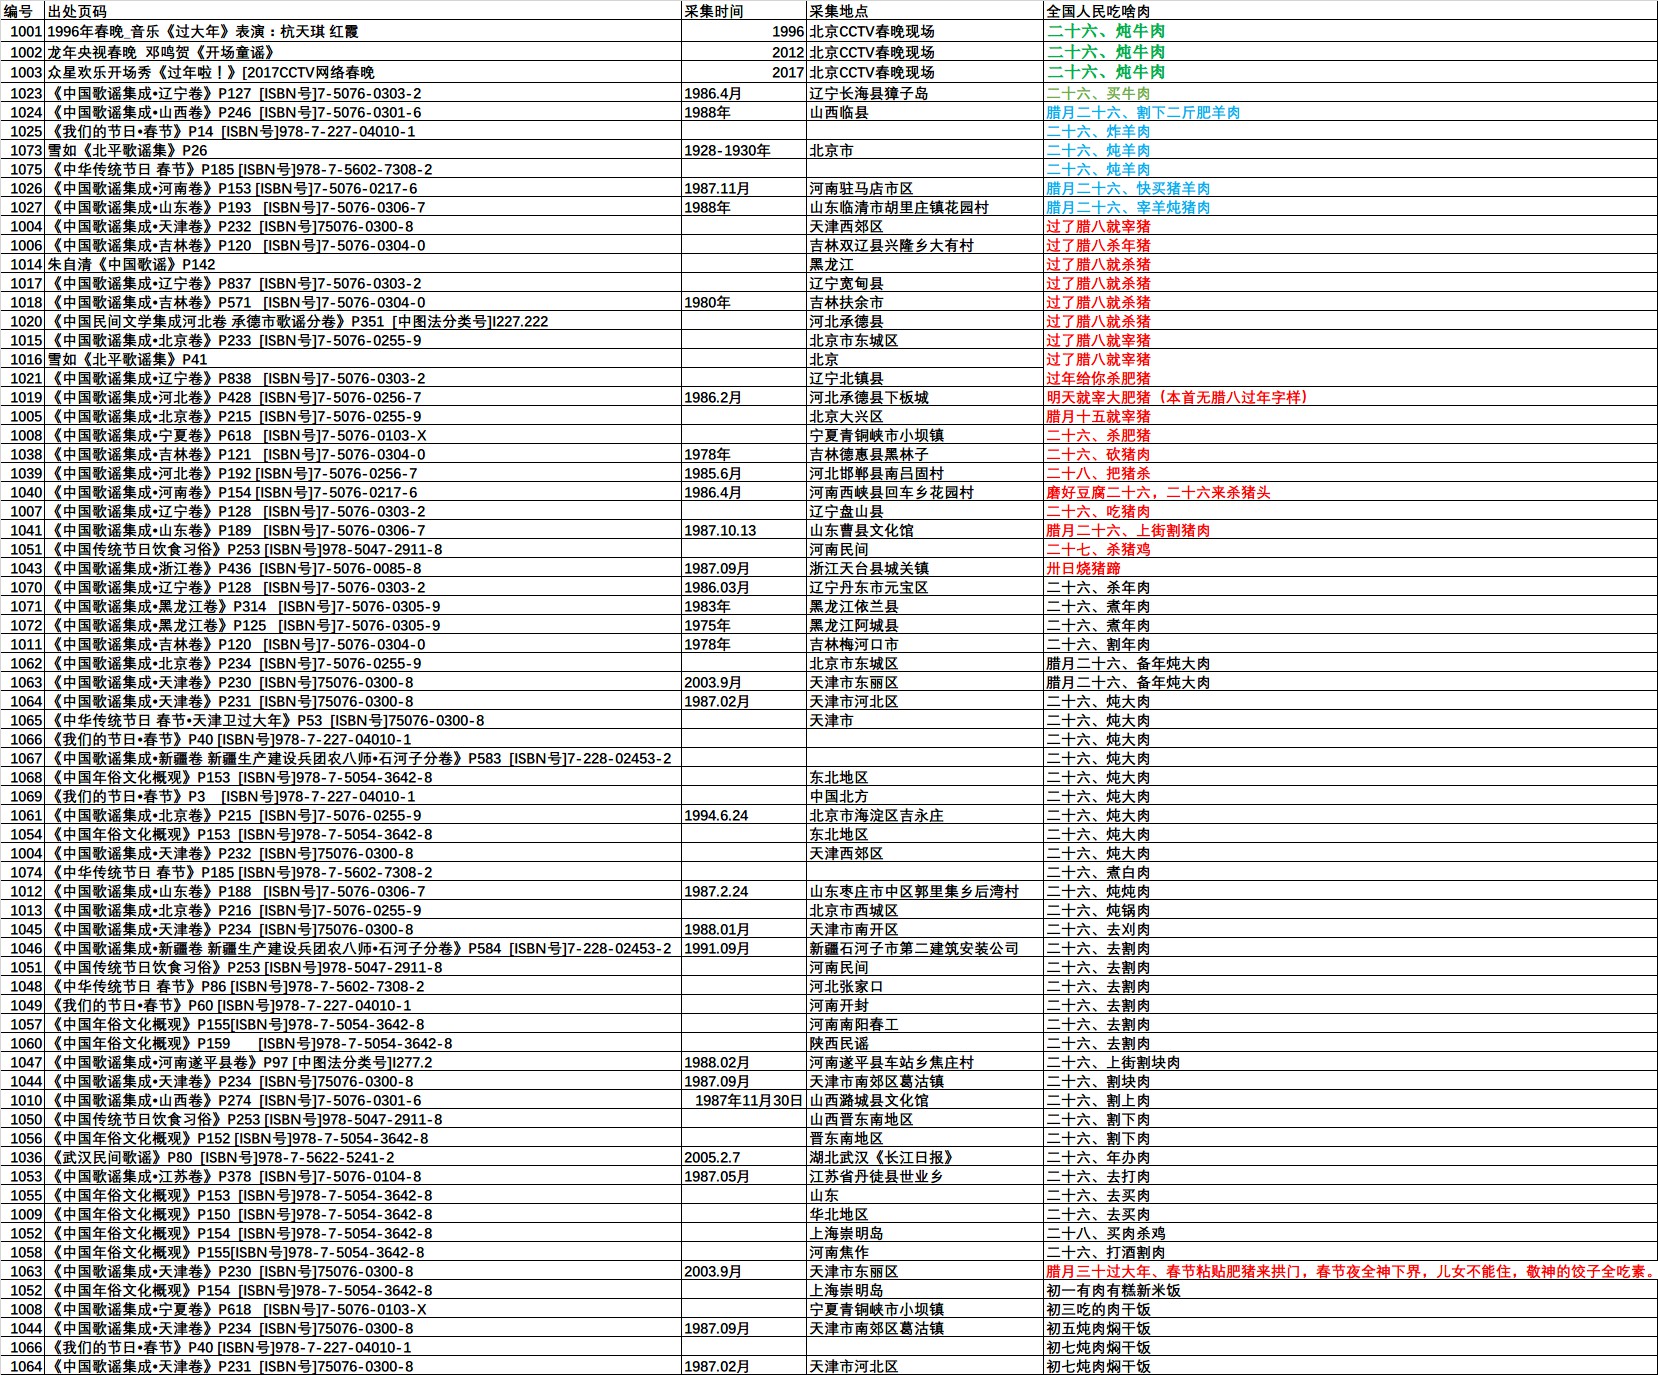 编号 出处页码 采集时间 采集地点 全国人民吃啥肉
1001 1996年春晚_音乐《过大年》表演：杭天琪 红霞 1996 北京CCTV春晚现场 二十六、炖牛肉
1002 龙年央视春晚 邓鸣贺《开场童谣》 2012 北京CCTV春晚现场 二十六、炖牛肉
1003 众星欢乐开场秀《过年啦！》[2017CCTV网络春晚 2017 北京CCTV春晚现场 二十六、炖牛肉
1023 《中国歌谣集成•辽宁卷》P127 [ISBN号]7-5076-0303-2 1986.4月 辽宁长海县獐子岛 二十六、买牛肉
1024 《中国歌谣集成•山西卷》P246 [ISBN号]7-5076-0301-6 1988年 山西临县 腊月二十六、割下二斤肥羊肉
1025 《我们的节日•春节》P14 [ISBN号]978-7-227-04010-1 二十六、炸羊肉
1073 雪如《北平歌谣集》P26 1928-1930年 北京市 二十六、炖羊肉
1075 《中华传统节日 春节》P185 [ISBN号]978-7-5602-7308-2 二十六、炖羊肉
1026 《中国歌谣集成•河南卷》P153 [ISBN号]7-5076-0217-6 1987.11月 河南驻马店市区 腊月二十六、快买猪羊肉
1027 《中国歌谣集成•山东卷》P193 [ISBN号]7-5076-0306-7 1988年 山东临清市胡里庄镇花园村 腊月二十六、宰羊炖猪肉
1004 《中国歌谣集成•天津卷》P232 [ISBN号]75076-0300-8 天津西郊区 过了腊八就宰猪
1006 《中国歌谣集成•吉林卷》P120 [ISBN号]7-5076-0304-0 吉林双辽县兴隆乡大有村 过了腊八杀年猪
1014 朱自清《中国歌谣》P142 黑龙江 过了腊八就杀猪
1017 《中国歌谣集成•辽宁卷》P837 [ISBN号]7-5076-0303-2 辽宁宽甸县 过了腊八就杀猪
1018 《中国歌谣集成•吉林卷》P571 [ISBN号]7-5076-0304-0 1980年 吉林扶余市 过了腊八就杀猪
1020 《中国民间文学集成河北卷 承德市歌谣分卷》P351 [中图法分类号]I227.222 河北承德县 过了腊八就杀猪
1015 《中国歌谣集成•北京卷》P233 [ISBN号]7-5076-0255-9 北京市东城区 过了腊八就宰猪
1016 雪如《北平歌谣集》P41 北京 过了腊八就宰猪
1021 《中国歌谣集成•辽宁卷》P838 [ISBN号]7-5076-0303-2 辽宁北镇县 过年给你杀肥猪
1019 《中国歌谣集成•河北卷》P428 [ISBN号]7-5076-0256-7 1986.2月 河北承德县下板城 明天就宰大肥猪（本首无腊八过年字样）
1005 《中国歌谣集成•北京卷》P215 [ISBN号]7-5076-0255-9 北京大兴区 腊月十五就宰猪
1008 《中国歌谣集成•宁夏卷》P618 [ISBN号]7-5076-0103-X 宁夏青铜峡市小坝镇 二十六、杀肥猪
1038 《中国歌谣集成•吉林卷》P121 [ISBN号]7-5076-0304-0 1978年 吉林德惠县黑林子 二十六、砍猪肉
1039 《中国歌谣集成•河北卷》P192 [ISBN号]7-5076-0256-7 1985.6月 河北邯郸县南吕固村 二十八、把猪杀
1040 《中国歌谣集成•河南卷》P154 [ISBN号]7-5076-0217-6 1986.4月 河南西峡县回车乡花园村 磨好豆腐二十六，二十六来杀猪头
1007 《中国歌谣集成•辽宁卷》P128 [ISBN号]7-5076-0303-2 辽宁盘山县 二十六、吃猪肉
1041 《中国歌谣集成•山东卷》P189 [ISBN号]7-5076-0306-7 1987.10.13 山东曹县文化馆 腊月二十六、上街割猪肉
1051 《中国传统节日饮食习俗》P253 [ISBN号]978-5047-2911-8 河南民间 二十七、杀猪鸡
1043 《中国歌谣集成•浙江卷》P436 [ISBN号]7-5076-0085-8 1987.09月 浙江天台县城关镇 卅日烧猪蹄
1070 《中国歌谣集成•辽宁卷》P128 [ISBN号]7-5076-0303-2 1986.03月 辽宁丹东市元宝区 二十六、杀年肉
1071 《中国歌谣集成•黑龙江卷》P314 [ISBN号]7-5076-0305-9 1983年 黑龙江依兰县 二十六、煮年肉
1072 《中国歌谣集成•黑龙江卷》P125 [ISBN号]7-5076-0305-9 1975年 黑龙江阿城县 二十六、煮年肉
1011 《中国歌谣集成•吉林卷》P120 [ISBN号]7-5076-0304-0 1978年 吉林梅河口市 二十六、割年肉
1062 《中国歌谣集成•北京卷》P234 [ISBN号]7-5076-0255-9 北京市东城区 腊月二十六、备年炖大肉
1063 《中国歌谣集成•天津卷》P230 [ISBN号]75076-0300-8 2003.9月 天津市东丽区 腊月二十六、备年炖大肉
1064 《中国歌谣集成•天津卷》P231 [ISBN号]75076-0300-8 1987.02月 天津市河北区 二十六、炖大肉
1065 《中华传统节日 春节•天津卫过大年》P53 [ISBN号]75076-0300-8 天津市 二十六、炖大肉
1066 《我们的节日•春节》P40 [ISBN号]978-7-227-04010-1 二十六、炖大肉
1067 《中国歌谣集成•新疆卷 新疆生产建设兵团农八师•石河子分卷》P583 [ISBN号]7-228-02453-2 二十六、炖大肉
1068 《中国年俗文化概观》P153 [ISBN号]978-7-5054-3642-8 东北地区 二十六、炖大肉
1069 《我们的节日•春节》P3 [ISBN号]978-7-227-04010-1 中国北方 二十六、炖大肉
1061 《中国歌谣集成•北京卷》P215 [ISBN号]7-5076-0255-9 1994.6.24 北京市海淀区吉永庄 二十六、炖大肉
1054 《中国年俗文化概观》P153 [ISBN号]978-7-5054-3642-8 东北地区 二十六、炖大肉
1004 《中国歌谣集成•天津卷》P232 [ISBN号]75076-0300-8 天津西郊区 二十六、炖大肉
1074 《中华传统节日 春节》P185 [ISBN号]978-7-5602-7308-2 二十六、煮白肉
1012 《中国歌谣集成•山东卷》P188 [ISBN号]7-5076-0306-7 1987.2.24 山东枣庄市中区郭里集乡后湾村 二十六、炖炖肉
1013 《中国歌谣集成•北京卷》P216 [ISBN号]7-5076-0255-9 北京市西城区 二十六、炖锅肉
1045 《中国歌谣集成•天津卷》P234 [ISBN号]75076-0300-8 1988.01月 天津市南开区 二十六、去刈肉
1046 《中国歌谣集成•新疆卷 新疆生产建设兵团农八师•石河子分卷》P584 [ISBN号]7-228-02453-2 1991.09月 新疆石河子市第二建筑安装公司 二十六、去割肉
1051 《中国传统节日饮食习俗》P253 [ISBN号]978-5047-2911-8 河南民间 二十六、去割肉
1048 《中华传统节日 春节》P86 [ISBN号]978-7-5602-7308-2 河北张家口 二十六、去割肉
1049 《我们的节日•春节》P60 [ISBN号]978-7-227-04010-1 河南开封 二十六、去割肉
1057 《中国年俗文化概观》P155[ISBN号]978-7-5054-3642-8 河南南阳春工 二十六、去割肉
1060 《中国年俗文化概观》P159 [ISBN号]978-7-5054-3642-8 陕西民谣 二十六、去割肉
1047 《中国歌谣集成•河南遂平县卷》P97 [中图法分类号]I277.2 1988.02月 河南遂平县车站乡焦庄村 二十六、上街割块肉
1044 《中国歌谣集成•天津卷》P234 [ISBN号]75076-0300-8 1987.09月 天津市南郊区葛沽镇 二十六、割块肉
1010 《中国歌谣集成•山西卷》P274 [ISBN号]7-5076-0301-6 1987年11月30日 山西潞城县文化馆 二十六、割上肉
1050 《中国传统节日饮食习俗》P253 [ISBN号]978-5047-2911-8 山西晋东南地区 二十六、割下肉
1056 《中国年俗文化概观》P152 [ISBN号]978-7-5054-3642-8 晋东南地区 二十六、割下肉
1036 《武汉民间歌谣》P80 [ISBN号]978-7-5622-5241-2 2005.2.7 湖北武汉《长江日报》 二十六、年办肉
1053 《中国歌谣集成•江苏卷》P378 [ISBN号]7-5076-0104-8 1987.05月 江苏省丹徒县世业乡 二十六、去打肉
1055 《中国年俗文化概观》P153 [ISBN号]978-7-5054-3642-8 山东 二十六、去买肉
1009 《中国年俗文化概观》P150 [ISBN号]978-7-5054-3642-8 华北地区 二十六、去买肉
1052 《中国年俗文化概观》P154 [ISBN号]978-7-5054-3642-8 上海崇明岛 二十八、买肉杀鸡
1058 《中国年俗文化概观》P155[ISBN号]978-7-5054-3642-8 河南焦作 二十六、打酒割肉
1063 《中国歌谣集成•天津卷》P230 [ISBN号]75076-0300-8 2003.9月 天津市东丽区 腊月三十过大年、春节粘贴肥猪来拱门，春节夜全神下界，儿女不能住，敬神的饺子全吃素。
1052 《中国年俗文化概观》P154 [ISBN号]978-7-5054-3642-8 上海崇明岛 初一有肉有糕新米饭
1008 《中国歌谣集成•宁夏卷》P618 [ISBN号]7-5076-0103-X 宁夏青铜峡市小坝镇 初三吃的肉干饭
1044 《中国歌谣集成•天津卷》P234 [ISBN号]75076-0300-8 1987.09月 天津市南郊区葛沽镇 初五炖肉焖干饭
1066 《我们的节日•春节》P40 [ISBN号]978-7-227-04010-1 初七炖肉焖干饭
1064 《中国歌谣集成•天津卷》P231 [ISBN号]75076-0300-8 1987.02月 天津市河北区 初七炖肉焖干饭